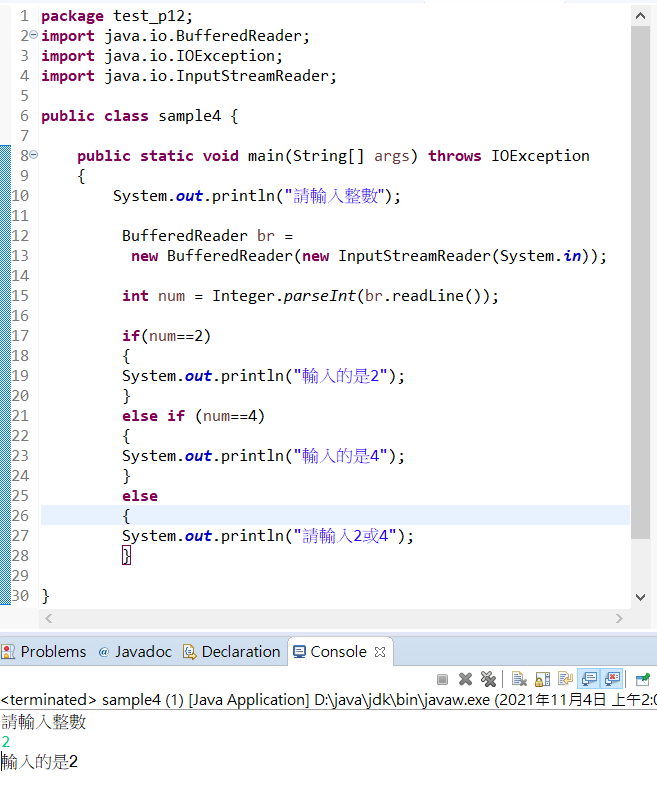 1 package test_p12;
2 import java.io.BufferedReader;
3 import java.io.IOException;
4 import java.io.InputStreamReader;
5
6 public class sample4 {
7
8     public static void main(String[] args) throws IOException
9     {
10         System.out.println("請輸入整數");
11
12          BufferedReader br =
13           new BufferedReader(new InputStreamReader(System.in));
14
15          int num = Integer.parseInt(br.readLine());
16
17          if(num==2)
18          {
19          System.out.println("輸入的是2");
20          }
21          else if (num==4)
22          {
23          System.out.println("輸入的是4");
24          }
25          else
26          {
27          System.out.println("請輸入2或4");
28          }
29
30 }
Problems @ Javadoc Declaration Console
<terminated> sample4 (1) [Java Application] D:\java\jdk\bin\javaw.exe (2021年11月4日 上午2:0
請輸入整數
2
輸入的是2